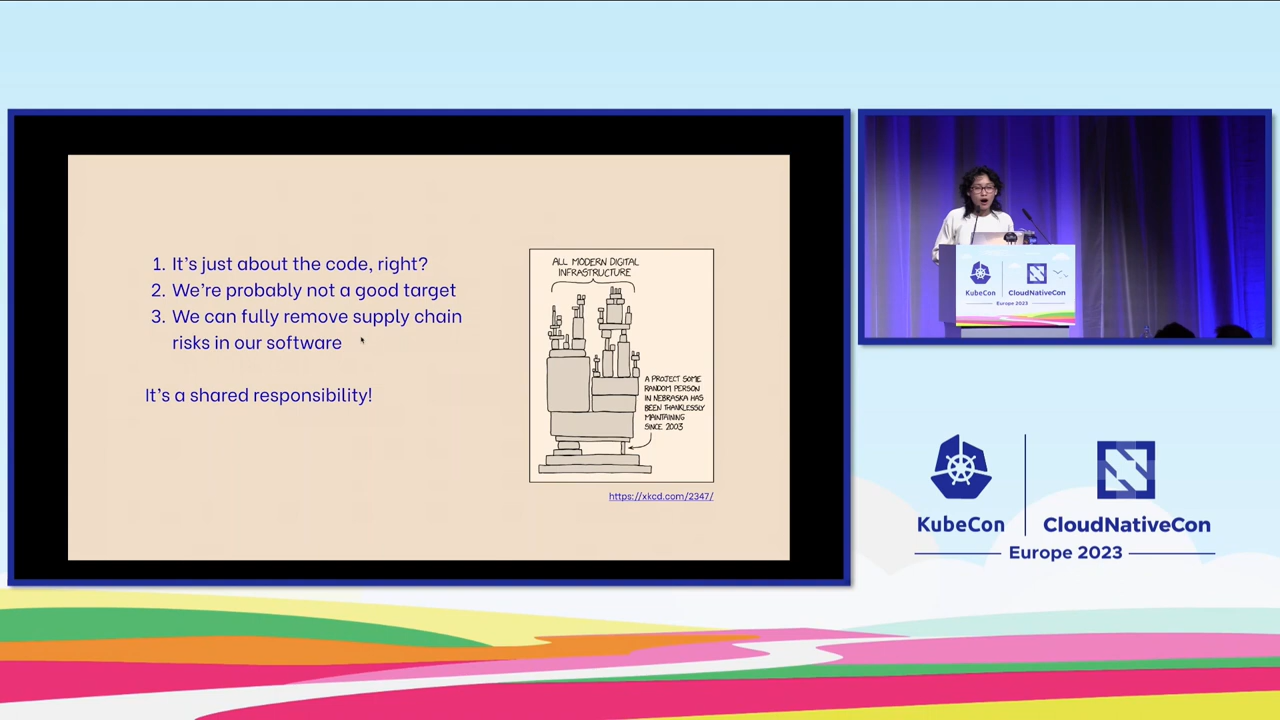 1. It's just about the code, right?
2. We're probably not a good target
3. We can fully remove supply chain
risks in our software
It's a shared responsibility!
ALL MODERN DIGITAL
INFRASTRUCTURE
A PROJECT SOME
RANDOM PERSON
IN NEBRASKA HAS
BEEN THANKLESSLY
MAINTAINING
SINCE 2003
https://xkcd.com/2347/
KubeCon
CloudNativeCon
Europe 2023
KubeCon
CloudNativeCon
Europe 2023